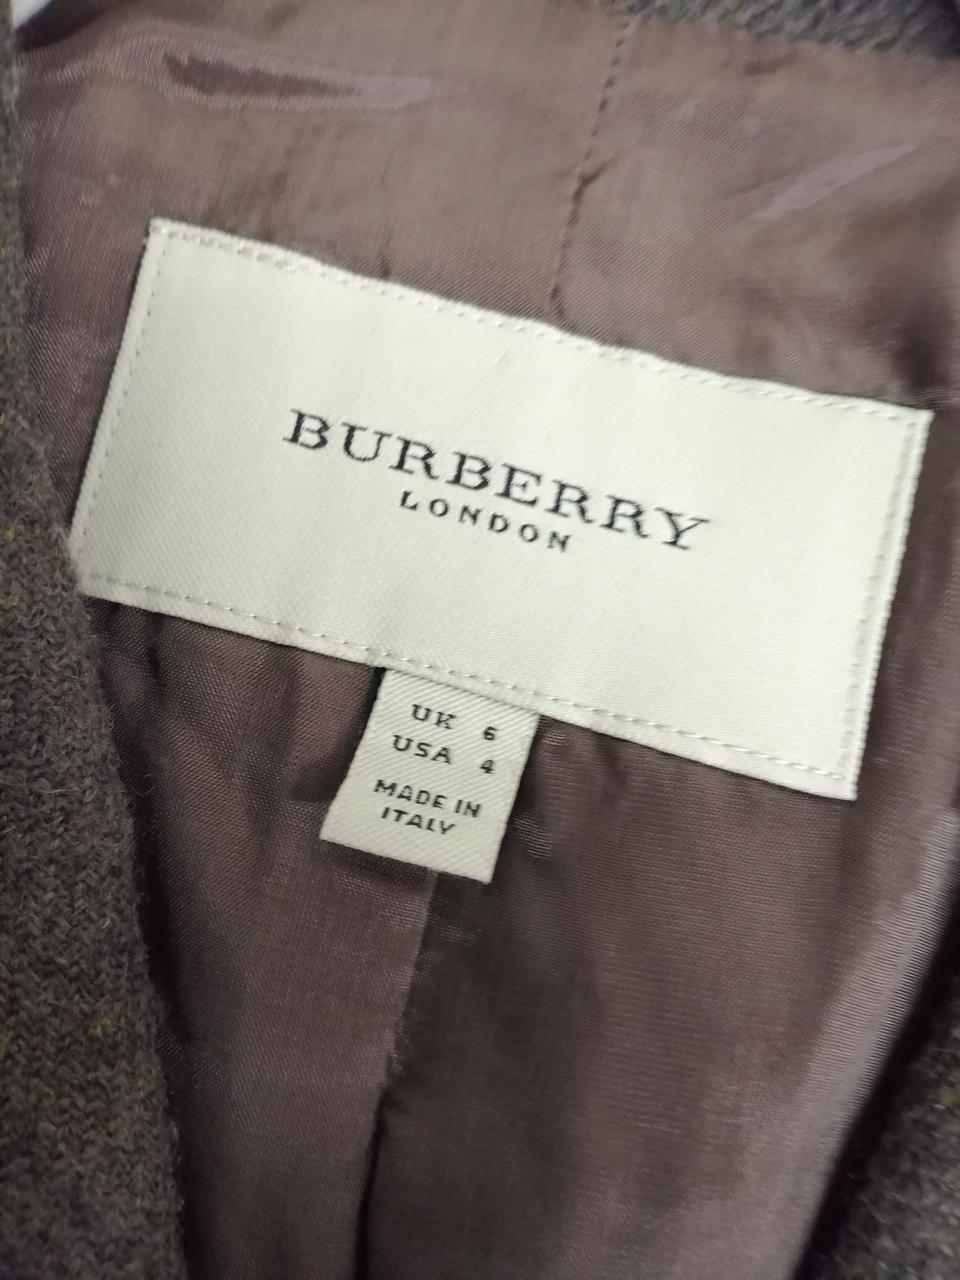 BURBERRY
LONDON
UK 6
USA 4
MADE IN
ITALY